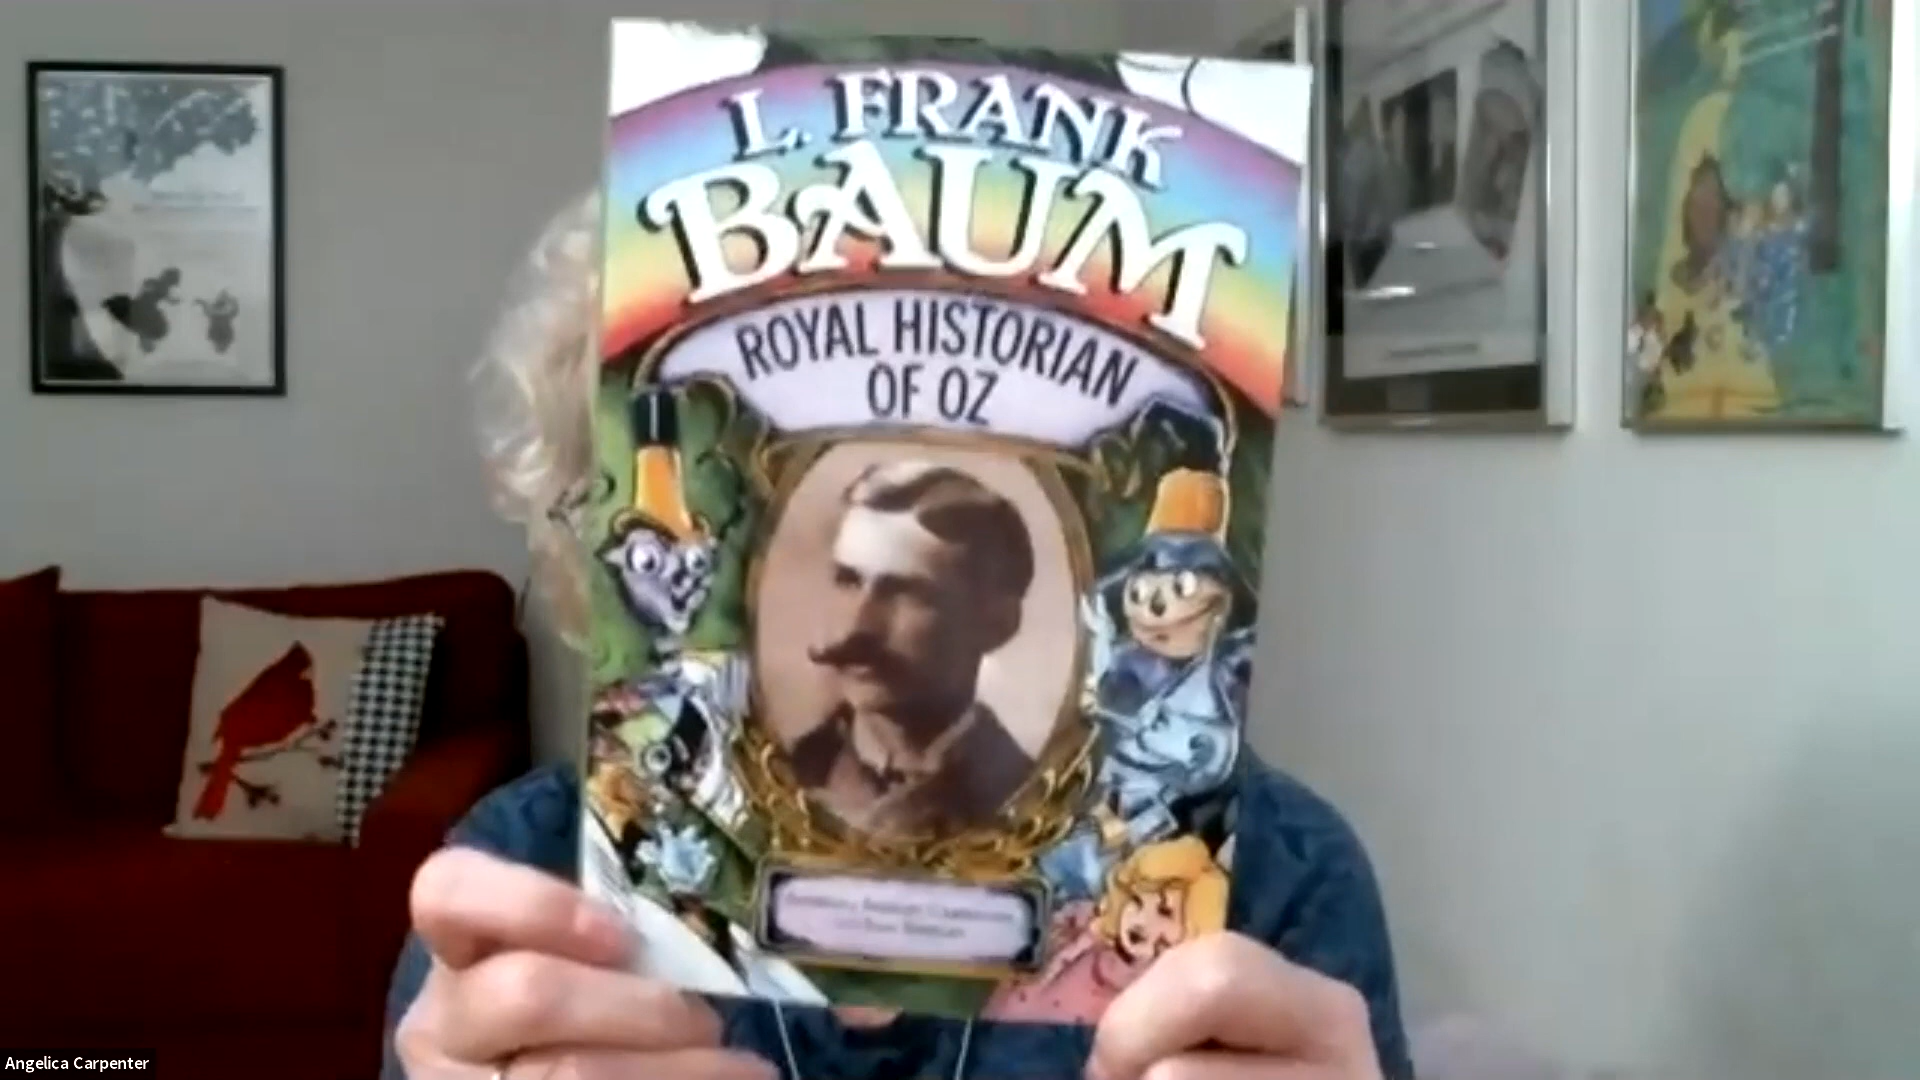 L. FRANK
BAUM
ROYAL HISTORIAN
OF OZ
Angelica Carpenter